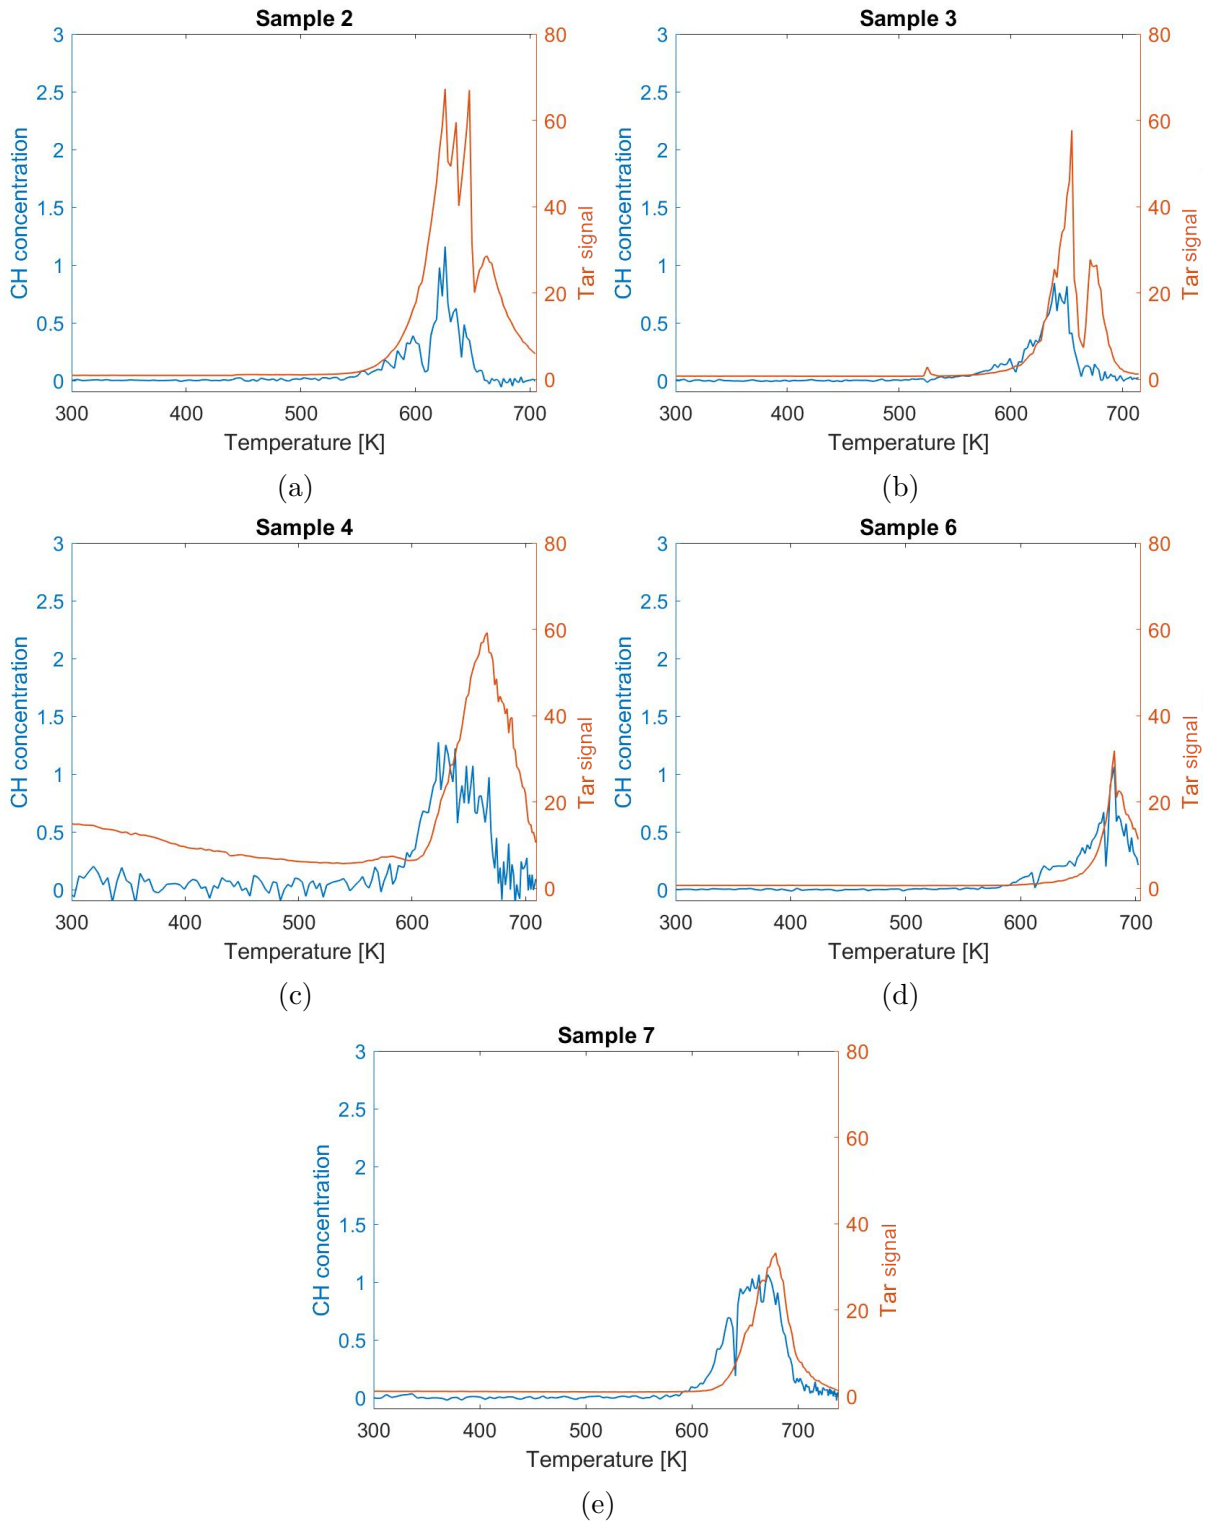 Sample 2
3
2.5
2
1.5
1
0.5
0
CH concentration
80
60
40
20
0
Tar signal
300 400 500 600 700
Temperature [K]
(a)
Sample 3
3
2.5
2
1.5
1
0.5
0
CH concentration
80
60
40
20
0
Tar signal
300 400 500 600 700
Temperature [K]
(b)
Sample 4
3
2.5
2
1.5
1
0.5
0
CH concentration
80
60
40
20
0
Tar signal
300 400 500 600 700
Temperature [K]
(c)
Sample 6
3
2.5
2
1.5
1
0.5
0
CH concentration
80
60
40
20
0
Tar signal
300 400 500 600 700
Temperature [K]
(d)
Sample 7
3
2.5
2
1.5
1
0.5
0
CH concentration
80
60
40
20
0
Tar signal
300 400 500 600 700
Temperature [K]
(e)